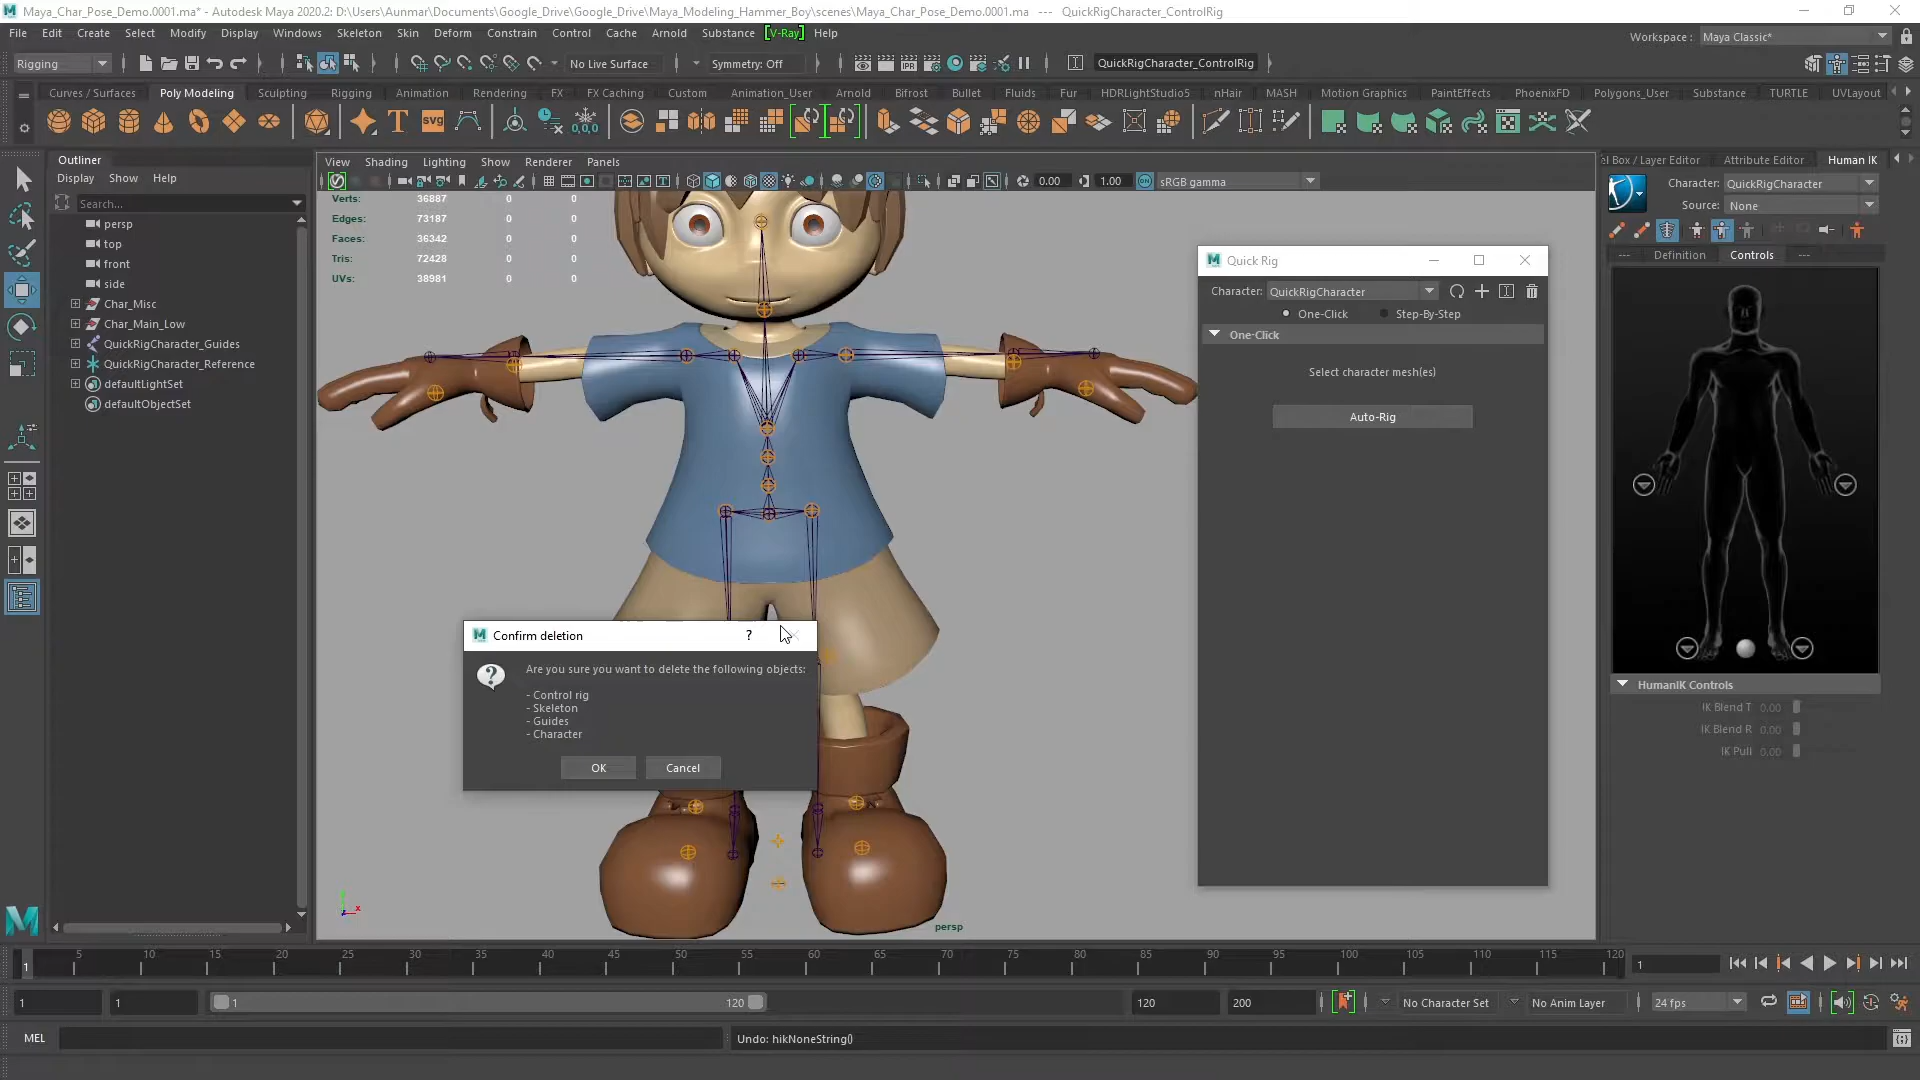 Maya_Char_Pose_Demo.0001.ma* - Autodesk Maya 2020.2: D:\Users\Aunmar\Documents\Google_Drive\Google_Drive\Maya_Modeling_Hammer_Boy\scenes\Maya_Char_Pose_Demo.0001.ma --- QuickRigCharacter_ControlRig
File Edit Create Select Modify Display Windows Skeleton Skin Deform Constrain Control Cache Arnold Substance [V-Ray] Help
Workspace : Maya Classic*
Rigging No Live Surface Symmetry: Off QuickRigCharacter_ControlRig
Curves / Surfaces Poly Modeling Sculpting Rigging Animation Rendering FX FX Caching Custom Animation_User Arnold Bifrost Bullet Fluids Fur HDRLightStudio5 nHair MASH Motion Graphics PaintEffects PhoenixFD Polygons_User Substance TURTLE UVLayout
Outliner
Display Show Help
Search...
persp
top
front
side
Char_Misc
Char_Main_Low
QuickRigCharacter_Guides
QuickRigCharacter_Reference
defaultLightSet
defaultObjectSet
View Shading Lighting Show Renderer Panels
0.00 1.00 sRGB gamma
Verts: 36887 0 0
Edges: 73187 0 0
Faces: 36342 0 0
Tris: 72428 0 0
UVs: 38981 0 0
persp
Quick Rig
Character: QuickRigCharacter
One-Click Step-By-Step
One-Click
Select character mesh(es)
Auto-Rig
Confirm deletion ?
Are you sure you want to delete the following objects:
- Control rig
- Skeleton
- Guides
- Character
OK Cancel
el Box / Layer Editor Attribute Editor Human IK
Character: QuickRigCharacter
Source: None
--- Definition Controls ---
HumanIK Controls
IK Blend T 0.00
IK Blend R 0.00
IK Pull 0.00
1 5 10 15 20 25 30 35 40 45 50 55 60 65 70 75 80 85 90 95 100 105 110 115 120 1
1 1 1 120 120 200 No Character Set No Anim Layer 24 fps
MEL Undo: hikNoneString()